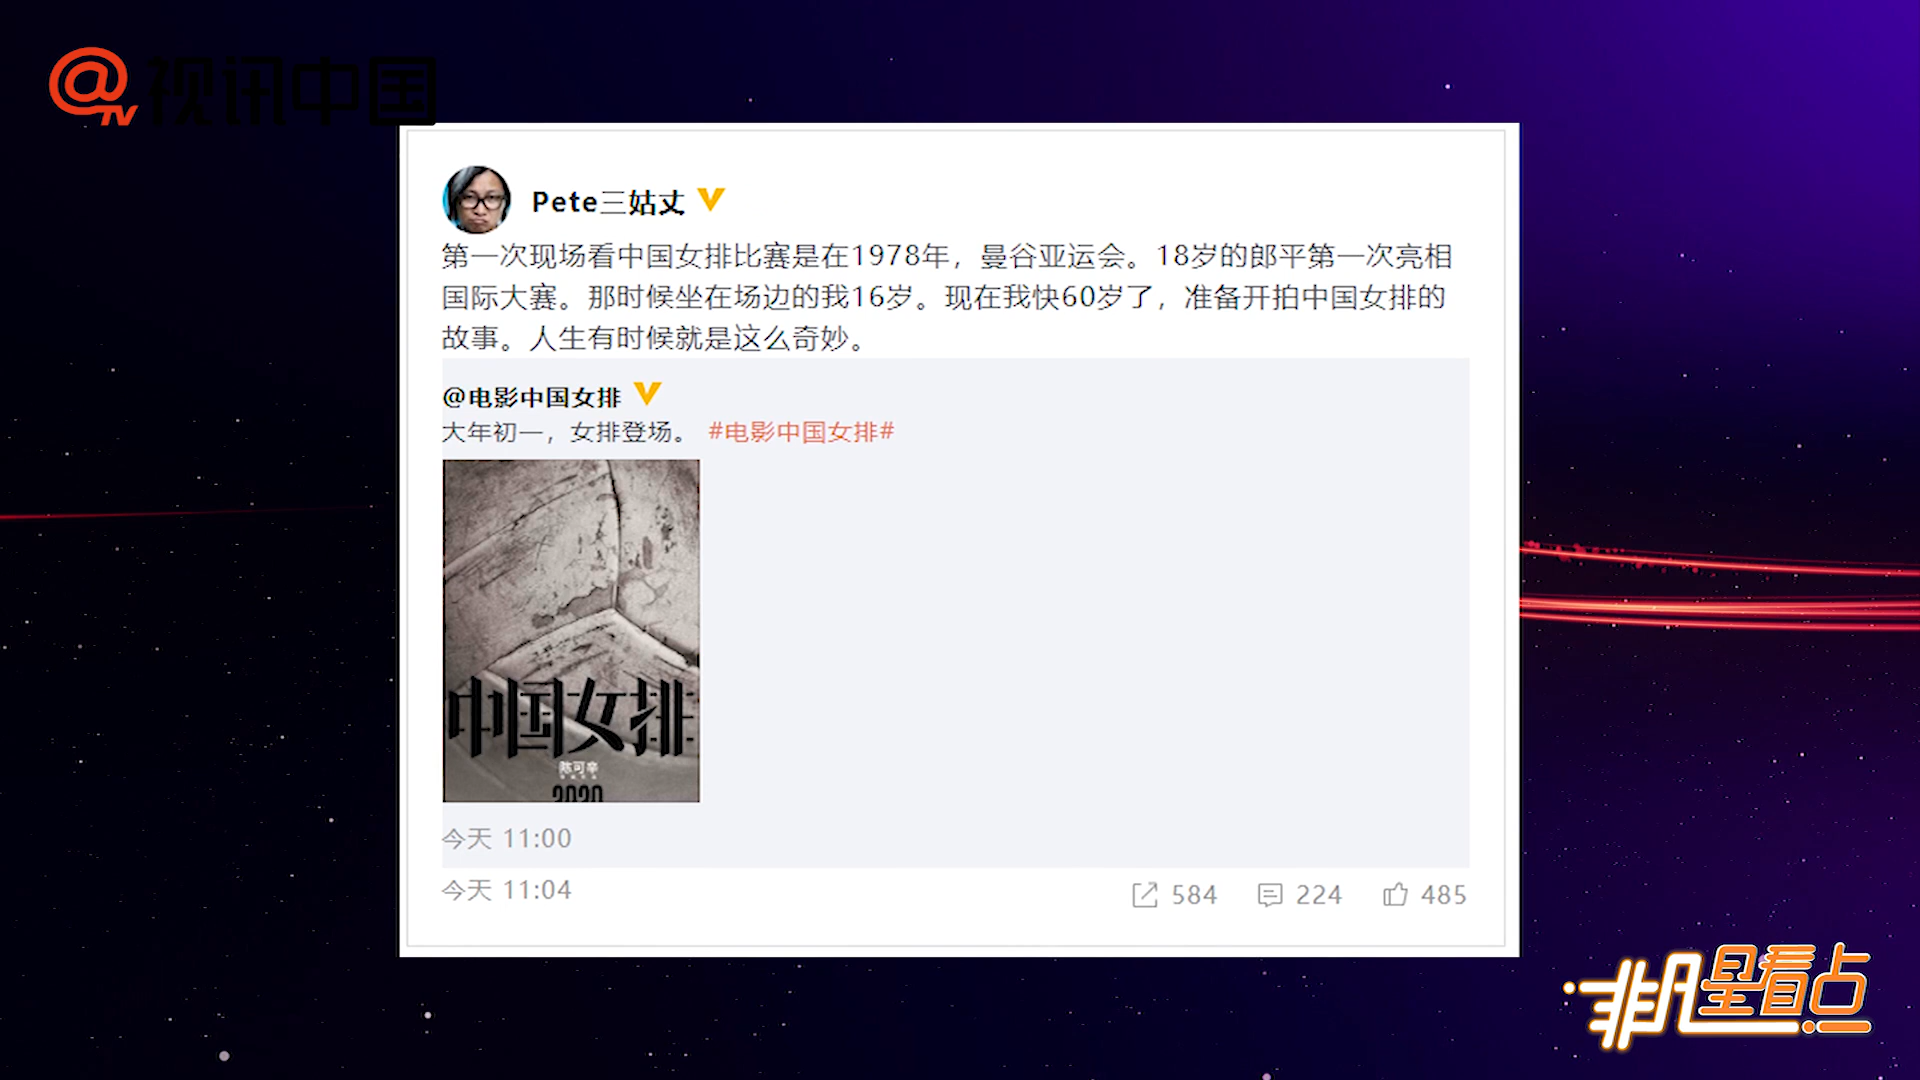 @TV 视讯中国
Pete三姑丈
第一次现场看中国女排比赛是在1978年，曼谷亚运会。18岁的郎平第一次亮相
国际大赛。那时候坐在场边的我16岁。现在我快60岁了，准备开拍中国女排的
故事。人生有时候就是这么奇妙。
@电影中国女排
大年初一，女排登场。 #电影中国女排#
中国女排
陈可辛
2020
今天 11:00
今天 11:04
584 224 485
非凡星看点